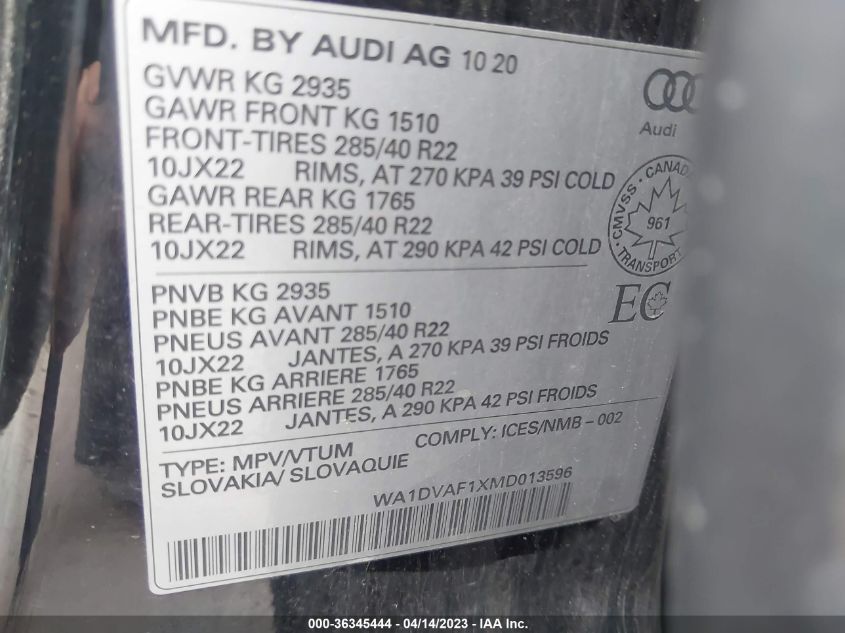 MFD. BY AUDI AG 10 20
GVWR KG 2935
GAWR FRONT KG 1510
FRONT-TIRES 285/40 R22
10JX22 RIMS, AT 270 KPA 39 PSI COLD
GAWR REAR KG 1765
REAR-TIRES 285/40 R22
10JX22 RIMS, AT 290 KPA 42 PSI COLD
Audi
CMVSS · CANADA
961
TRANSPORT
PNVB KG 2935
PNBE KG AVANT 1510
PNEUS AVANT 285/40 R22
10JX22 JANTES, A 270 KPA 39 PSI FROIDS
PNBE KG ARRIERE 1765
PNEUS ARRIERE 285/40 R22
10JX22 JANTES, A 290 KPA 42 PSI FROIDS
EC
TYPE: MPV/VTUM COMPLY: ICES/NMB – 002
SLOVAKIA/ SLOVAQUIE
WA1DVAF1XMD013596
000-36345444 - 04/14/2023 - IAA Inc.